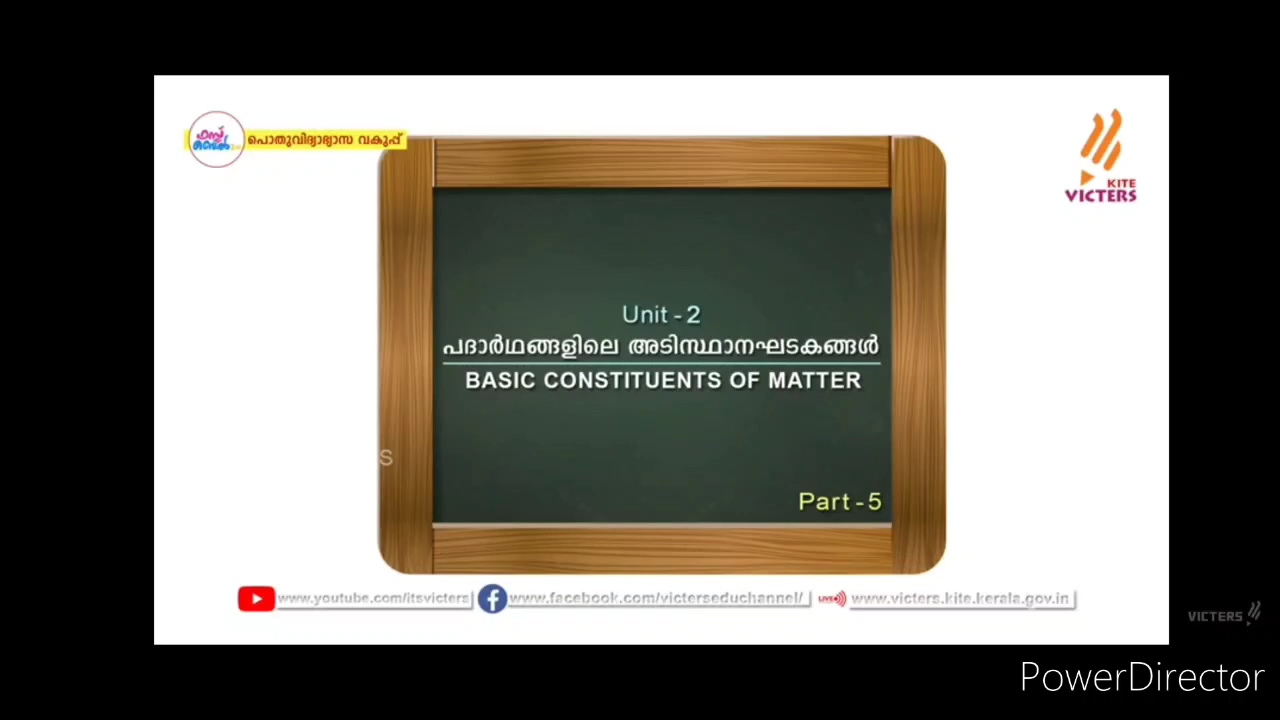 പൊതുവിദ്യാഭ്യാസ വകുപ്പ്
KITE
VICTERS
Unit - 2
പദാർഥങ്ങളിലെ അടിസ്ഥാനഘടകങ്ങൾ
BASIC CONSTITUENTS OF MATTER
S
Part - 5
www.youtube.com/itsvicters
www.facebook.com/victerseduchannel/
LIVE
www.victers.kite.kerala.gov.in
VICTERS
PowerDirector